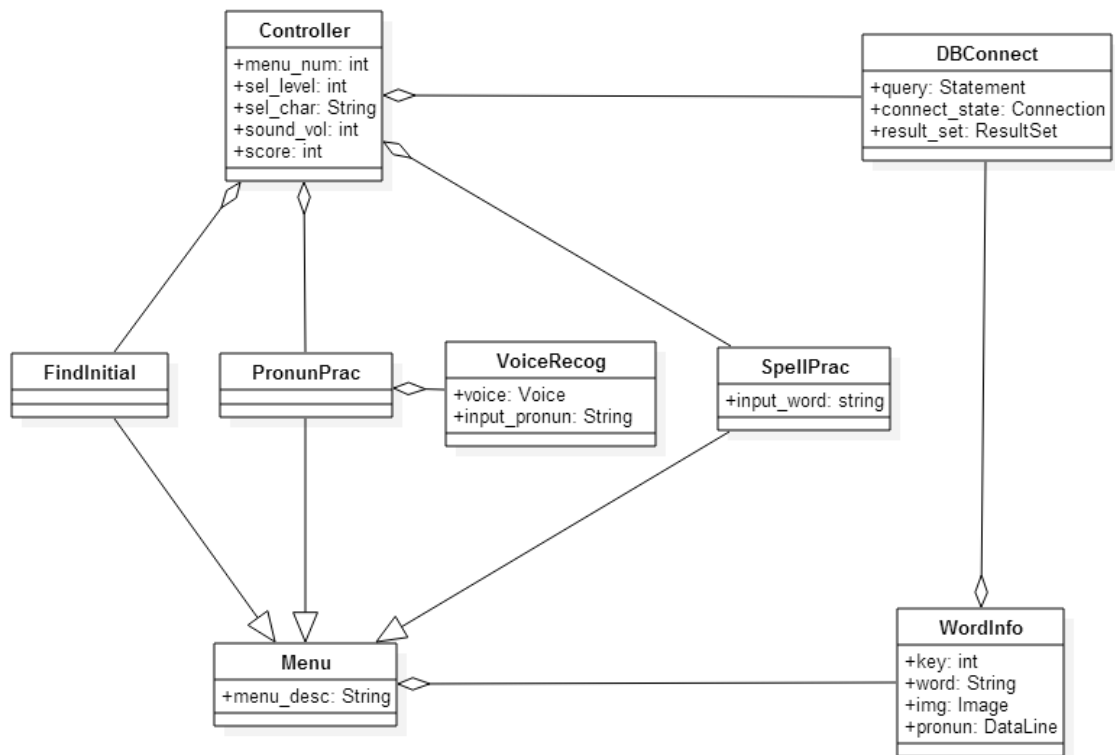 Controller
+menu_num: int
+sel_level: int
+sel_char: String
+sound_vol: int
+score: int
DBConnect
+query: Statement
+connect_state: Connection
+result_set: ResultSet
FindInitial
PronunPrac
VoiceRecog
+voice: Voice
+input_pronun: String
SpellPrac
+input_word: string
Menu
+menu_desc: String
WordInfo
+key: int
+word: String
+img: Image
+pronun: DataLine